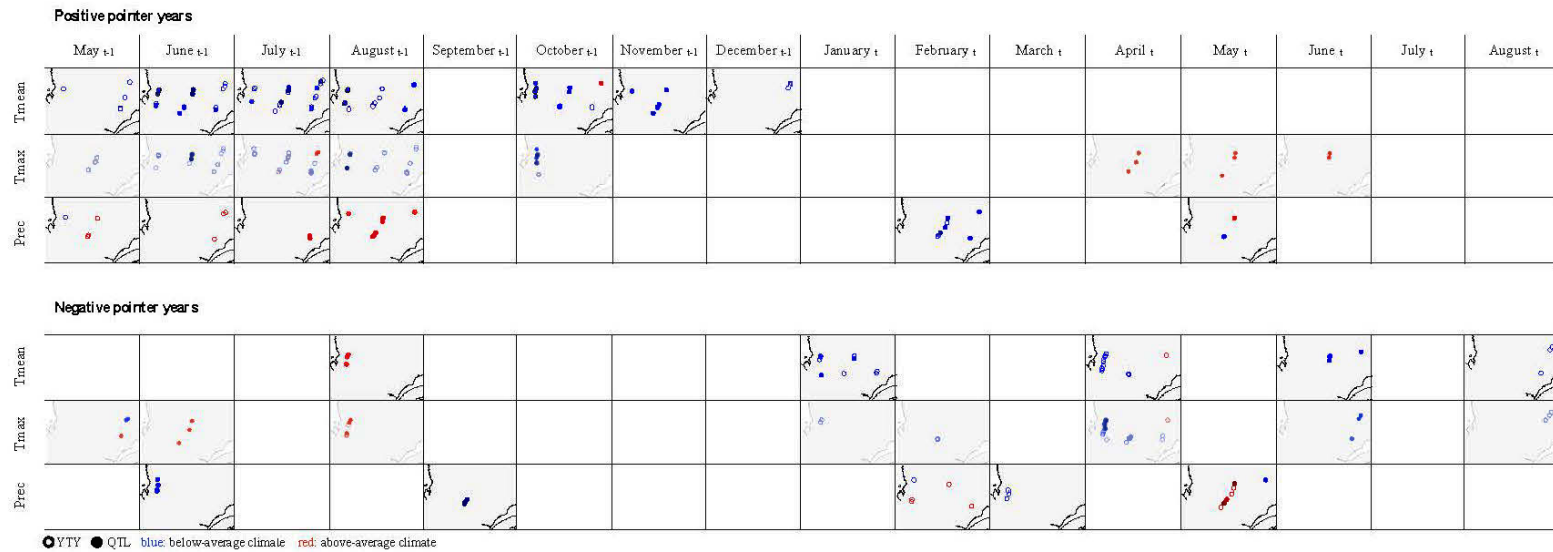 Positive pointer years
May t-1 June t-1 July t-1 August t-1 September t-1 October t-1 November t-1 December t-1 January t February t March t April t May t June t July t August t
Tmean
Tmax
Prec
Negative pointer years
Tmean
Tmax
Prec
YTY QTL blue: below-average climate red: above-average climate